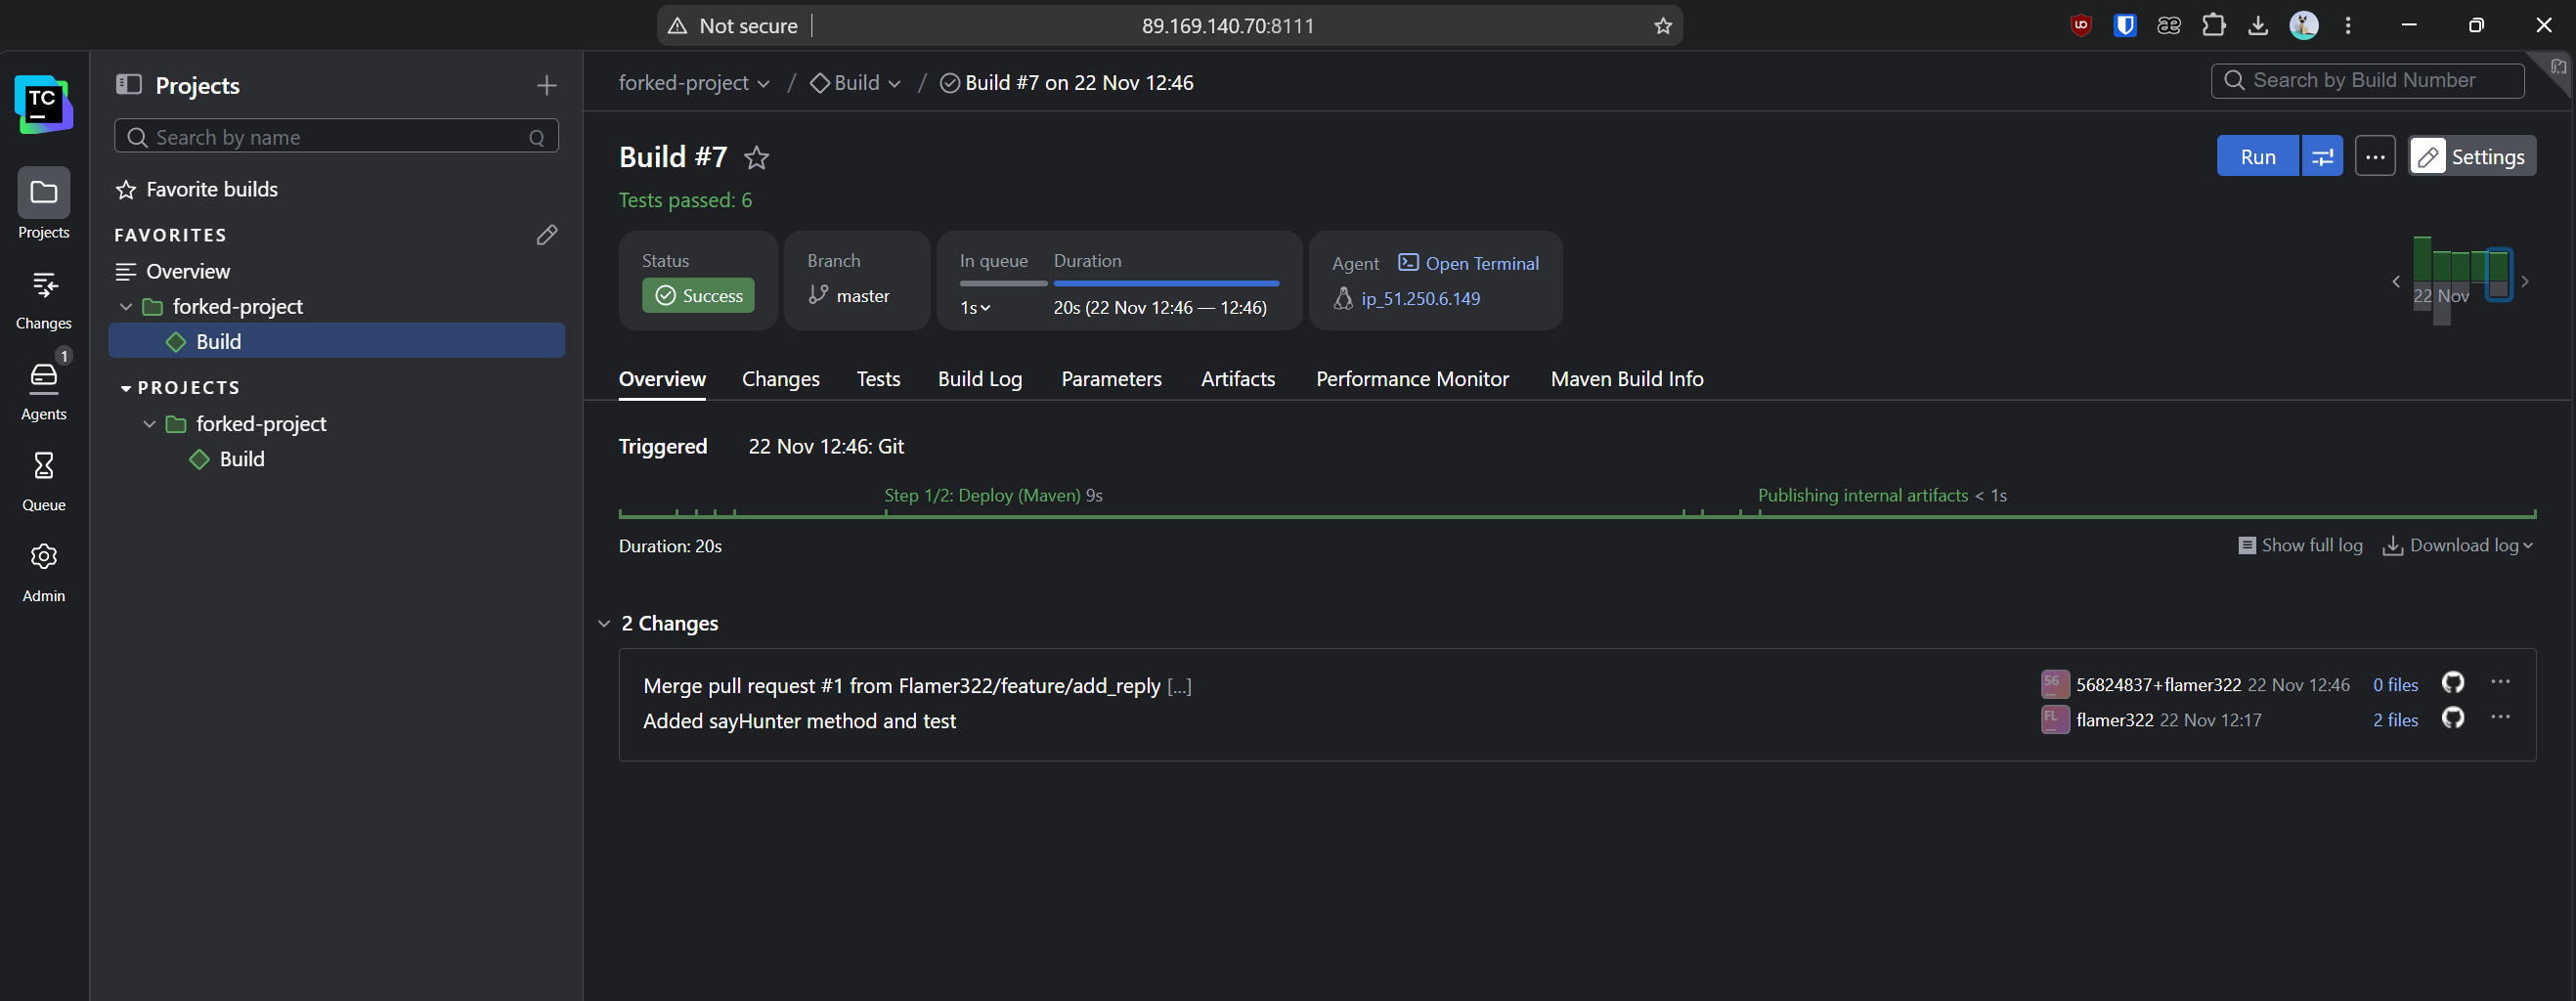 Not secure
89.169.140.70:8111
TC
Projects
Changes
1
Agents
Queue
Admin
Projects
Search by name
Q
Favorite builds
FAVORITES
Overview
forked-project
Build
PROJECTS
forked-project
Build
forked-project / Build / Build #7 on 22 Nov 12:46
Search by Build Number
Build #7
Run
Settings
Tests passed: 6
Status
Success
Branch
master
In queue Duration
1s 20s (22 Nov 12:46 — 12:46)
Agent Open Terminal
ip_51.250.6.149
22 Nov
Overview Changes Tests Build Log Parameters Artifacts Performance Monitor Maven Build Info
Triggered 22 Nov 12:46: Git
Step 1/2: Deploy (Maven) 9s
Publishing internal artifacts < 1s
Duration: 20s
Show full log Download log
2 Changes
Merge pull request #1 from Flamer322/feature/add_reply [...]
56 56824837+flamer322 22 Nov 12:46 0 files
Added sayHunter method and test
FL flamer322 22 Nov 12:17 2 files